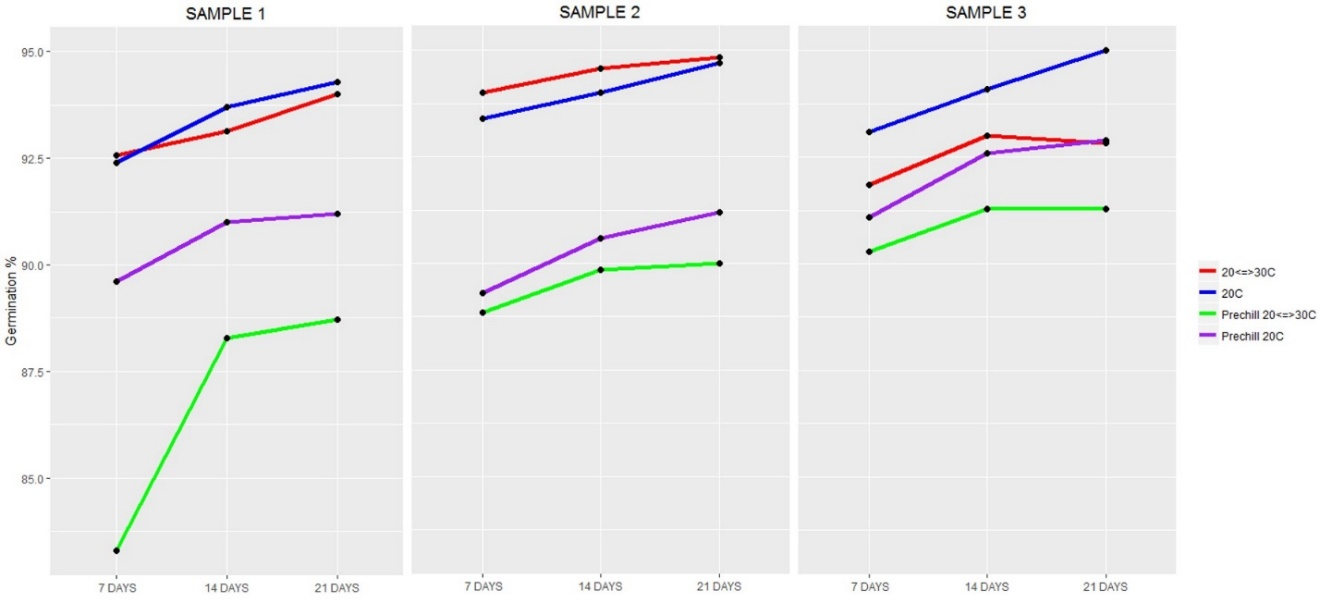 SAMPLE 1
SAMPLE 2
SAMPLE 3
Germination %
95.0
92.5
90.0
87.5
85.0
7 DAYS
14 DAYS
21 DAYS
7 DAYS
14 DAYS
21 DAYS
7 DAYS
14 DAYS
21 DAYS
20<=>30C
20C
Prechill 20<=>30C
Prechill 20C